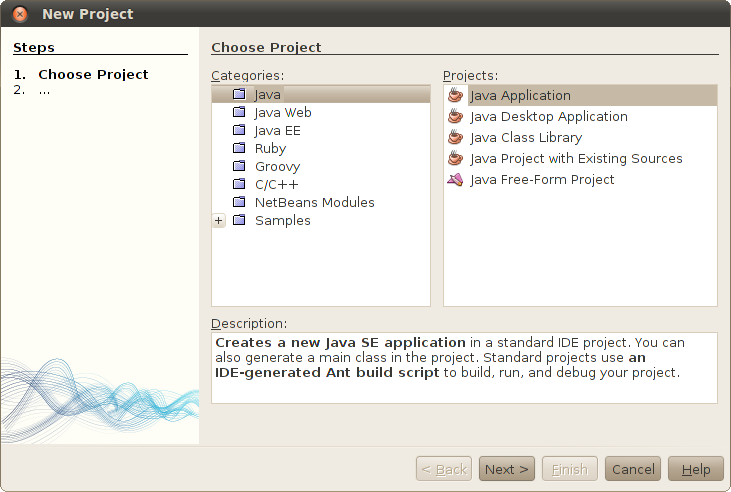 New Project
Steps
1. Choose Project
2. ...
Choose Project
Categories:
Java
Java Web
Java EE
Ruby
Groovy
C/C++
NetBeans Modules
Samples
Projects:
Java Application
Java Desktop Application
Java Class Library
Java Project with Existing Sources
Java Free-Form Project
Description:
Creates a new Java SE application in a standard IDE project. You can
also generate a main class in the project. Standard projects use an
IDE-generated Ant build script to build, run, and debug your project.
< Back
Next >
Finish
Cancel
Help